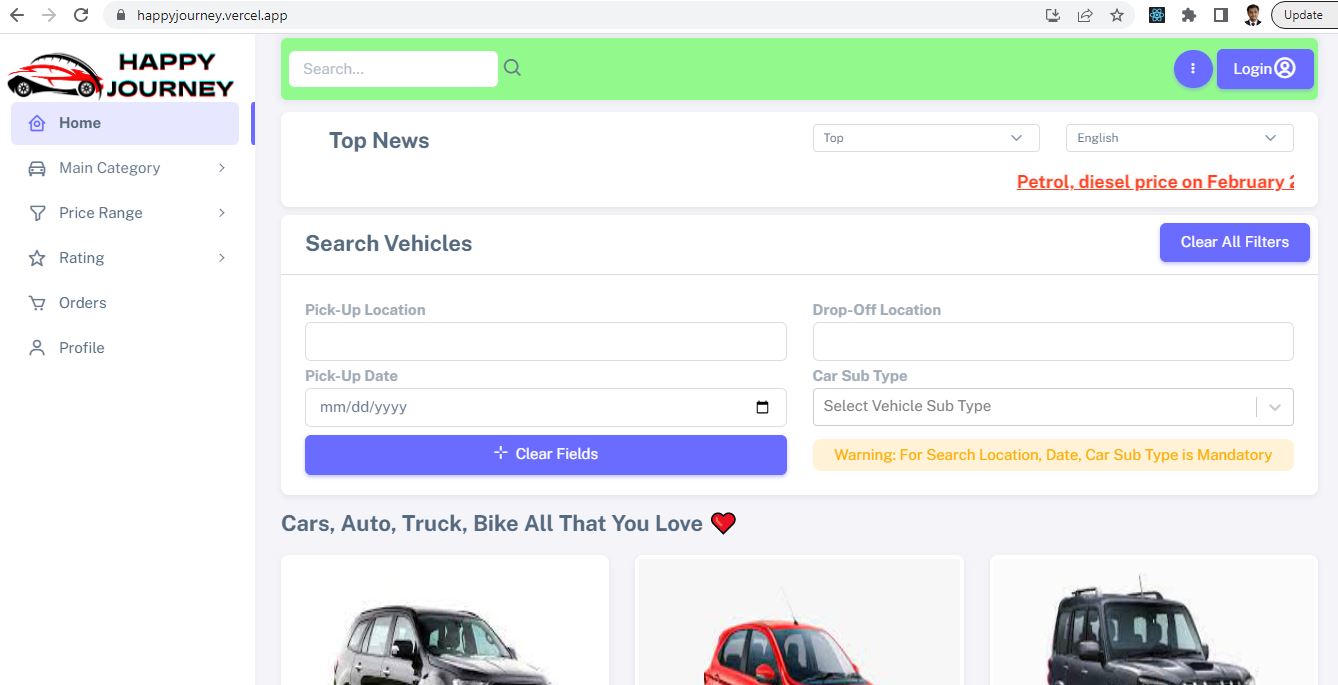 happyjourney.vercel.app
Update
HAPPY
JOURNEY
Home
Main Category
Price Range
Rating
Orders
Profile
Search...
Login
Top News
Top
English
Petrol, diesel price on February
Search Vehicles
Clear All Filters
Pick-Up Location
Drop-Off Location
Pick-Up Date
Car Sub Type
mm/dd/yyyy
Select Vehicle Sub Type
Clear Fields
Warning: For Search Location, Date, Car Sub Type is Mandatory
Cars, Auto, Truck, Bike All That You Love ❤️